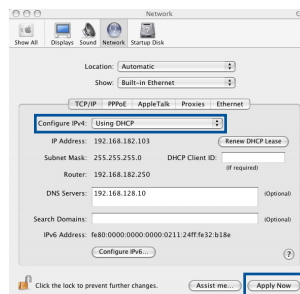 Network
Show All Displays Sound Network Startup Disk
Location: Automatic
Show: Built-in Ethernet
TCP/IP PPPoE AppleTalk Proxies Ethernet
Configure IPv4: Using DHCP
IP Address: 192.168.182.103 Renew DHCP Lease
Subnet Mask: 255.255.255.0 DHCP Client ID:
(If required)
Router: 192.168.182.250
DNS Servers: 192.168.128.10 (Optional)
Search Domains: (Optional)
IPv6 Address: fe80:0000:0000:0000:0211:24ff:fe32:b18e
Configure IPv6... ?
Click the lock to prevent further changes. Assist me... Apply Now